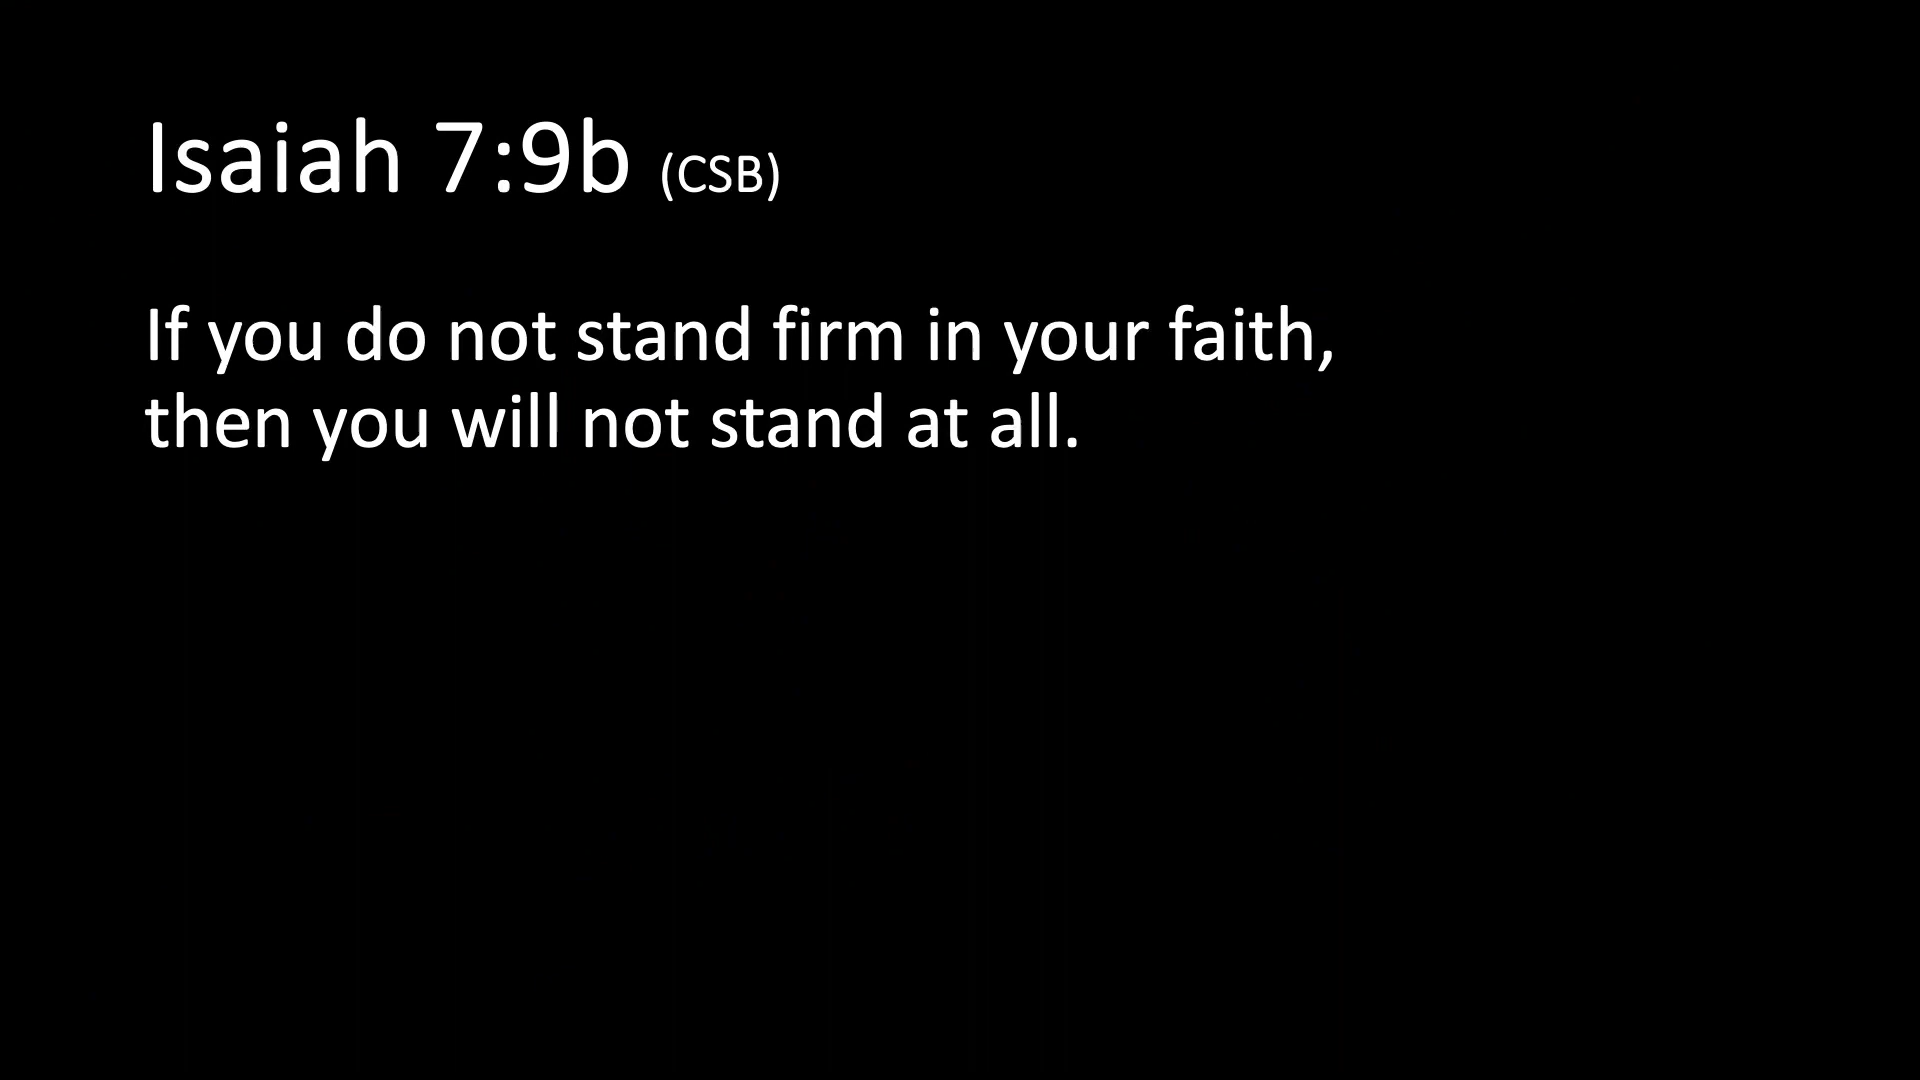 Isaiah 7:9b (CSB)
If you do not stand firm in your faith,
then you will not stand at all.